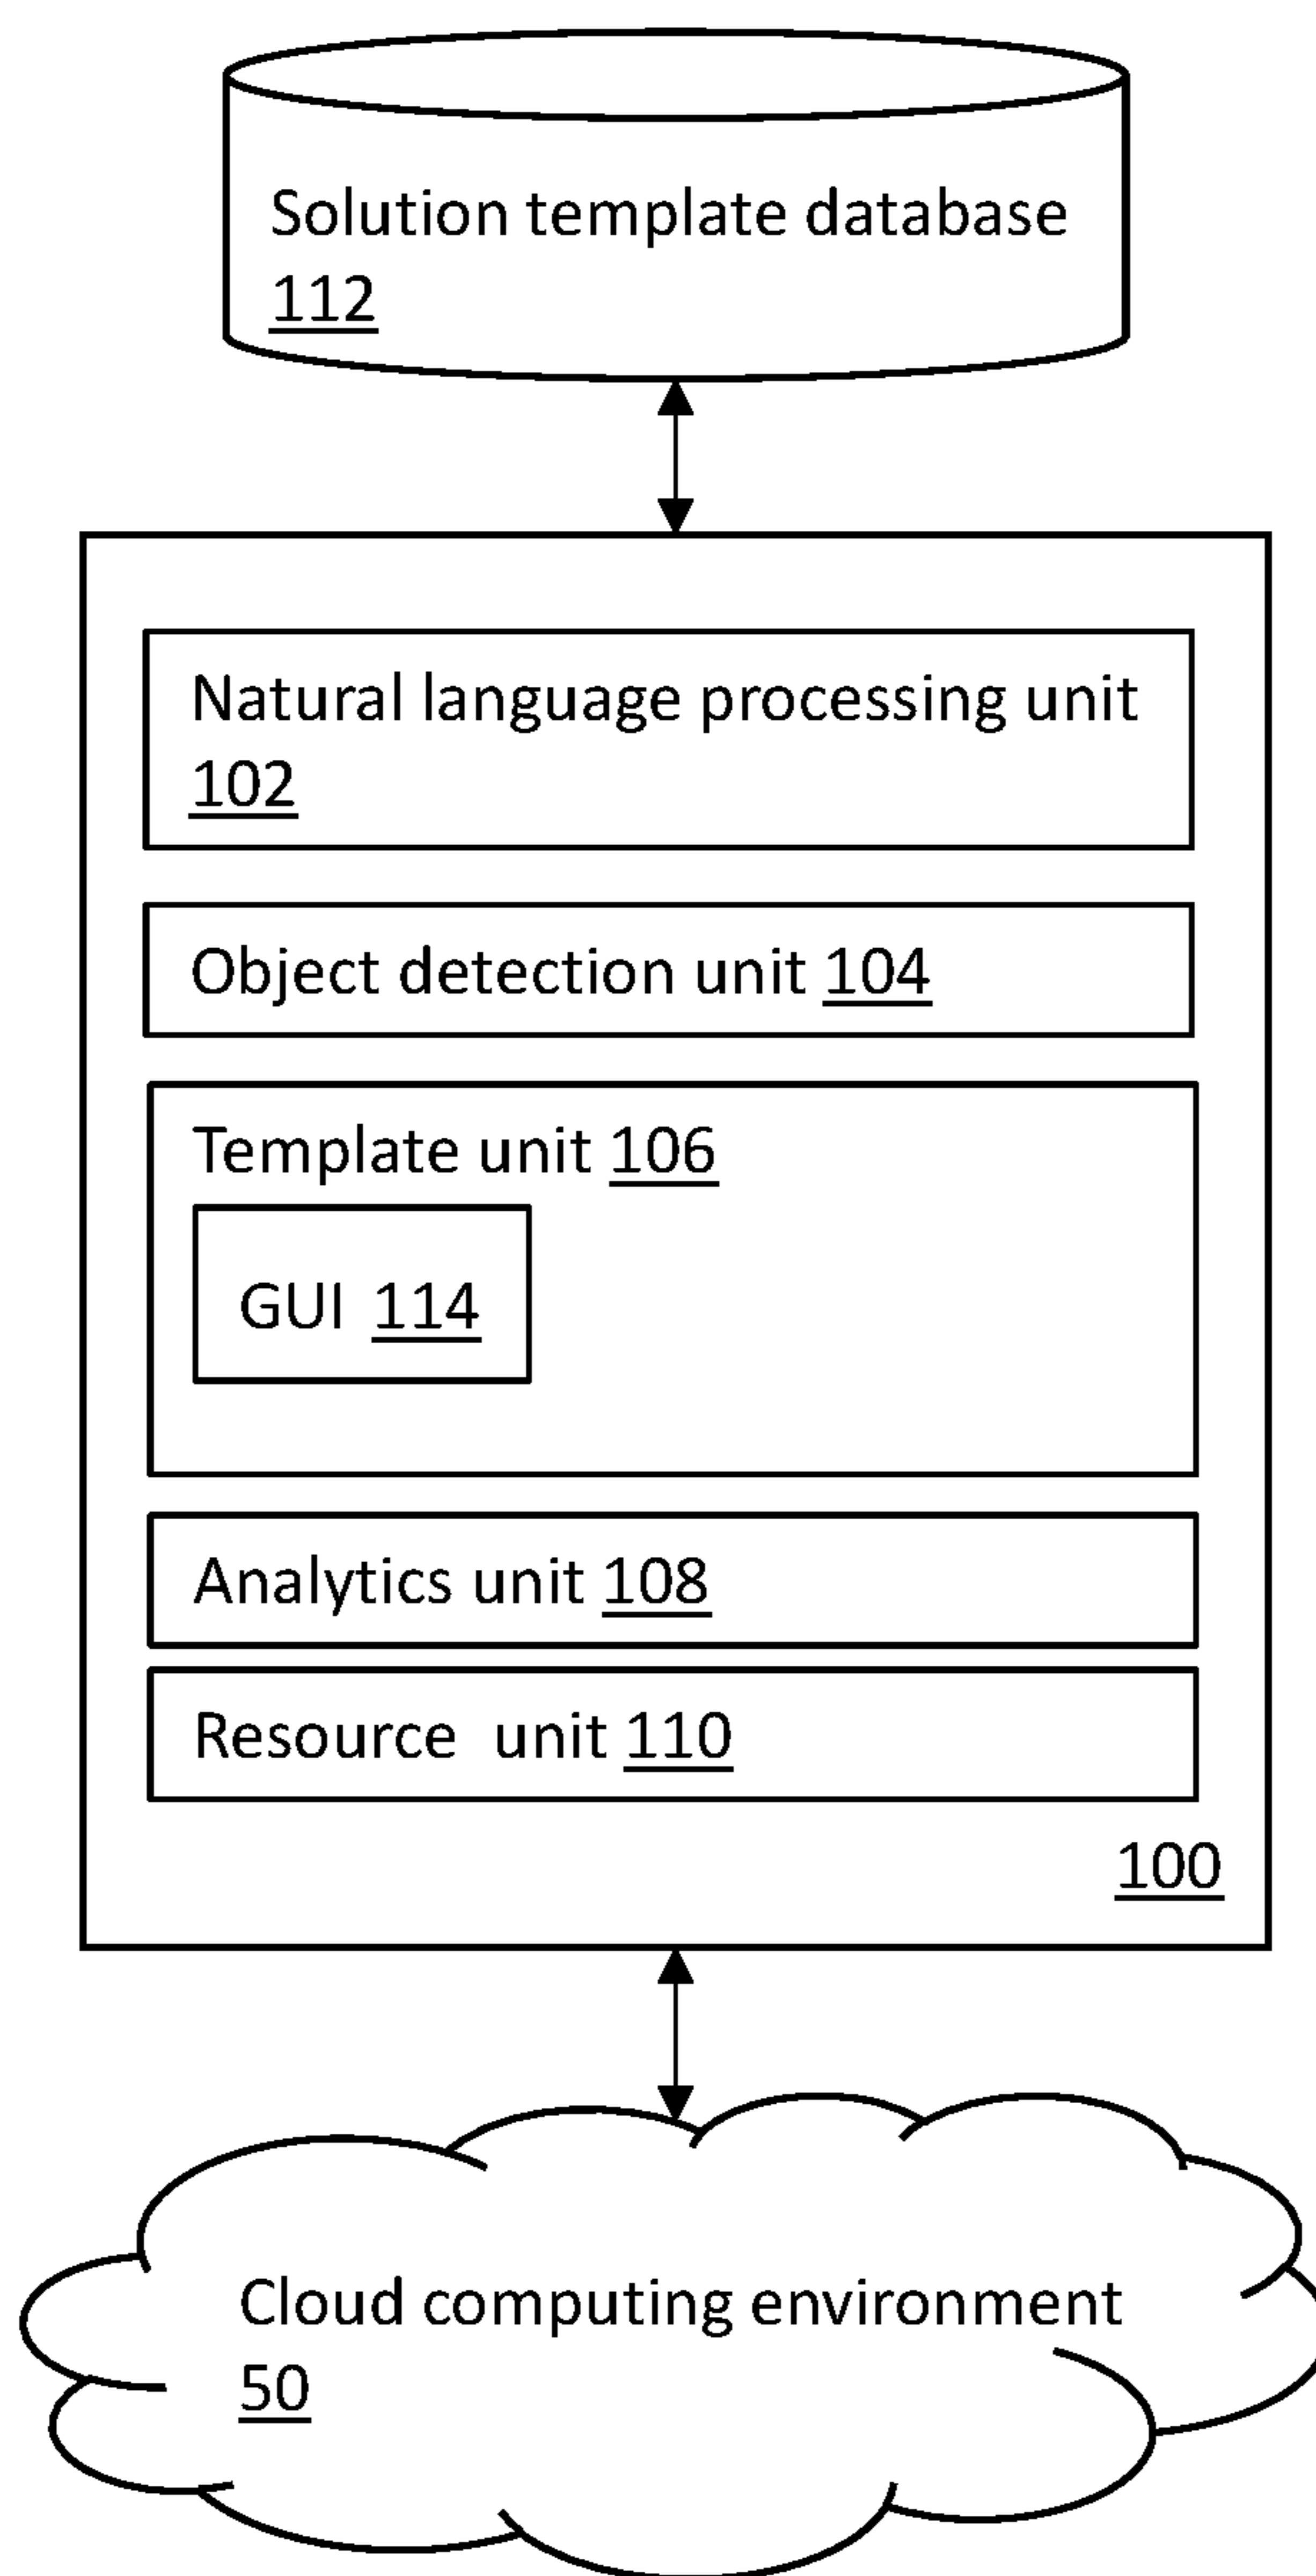 Solution template database
112
Natural language processing unit
102
Object detection unit 104
Template unit 106
GUI 114
Analytics unit 108
Resource unit 110
100
Cloud computing environment
50